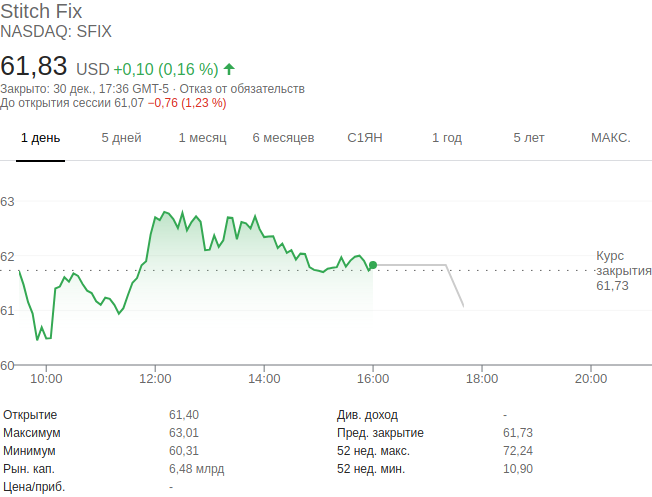 Stitch Fix
NASDAQ: SFIX
61,83 USD +0,10 (0,16 %)
Закрыто: 30 дек., 17:36 GMT-5 · Отказ от обязательств
До открытия сессии 61,07 −0,76 (1,23 %)
1 день 5 дней 1 месяц 6 месяцев С1ЯН 1 год 5 лет МАКС.
63
62
61
60
Курс
закрытия
61,73
10:00 12:00 14:00 16:00 18:00 20:00
Открытие 61,40 Див. доход -
Максимум 63,01 Пред. закрытие 61,73
Минимум 60,31 52 нед. макс. 72,24
Рын. кап. 6,48 млрд 52 нед. мин. 10,90
Цена/приб. -